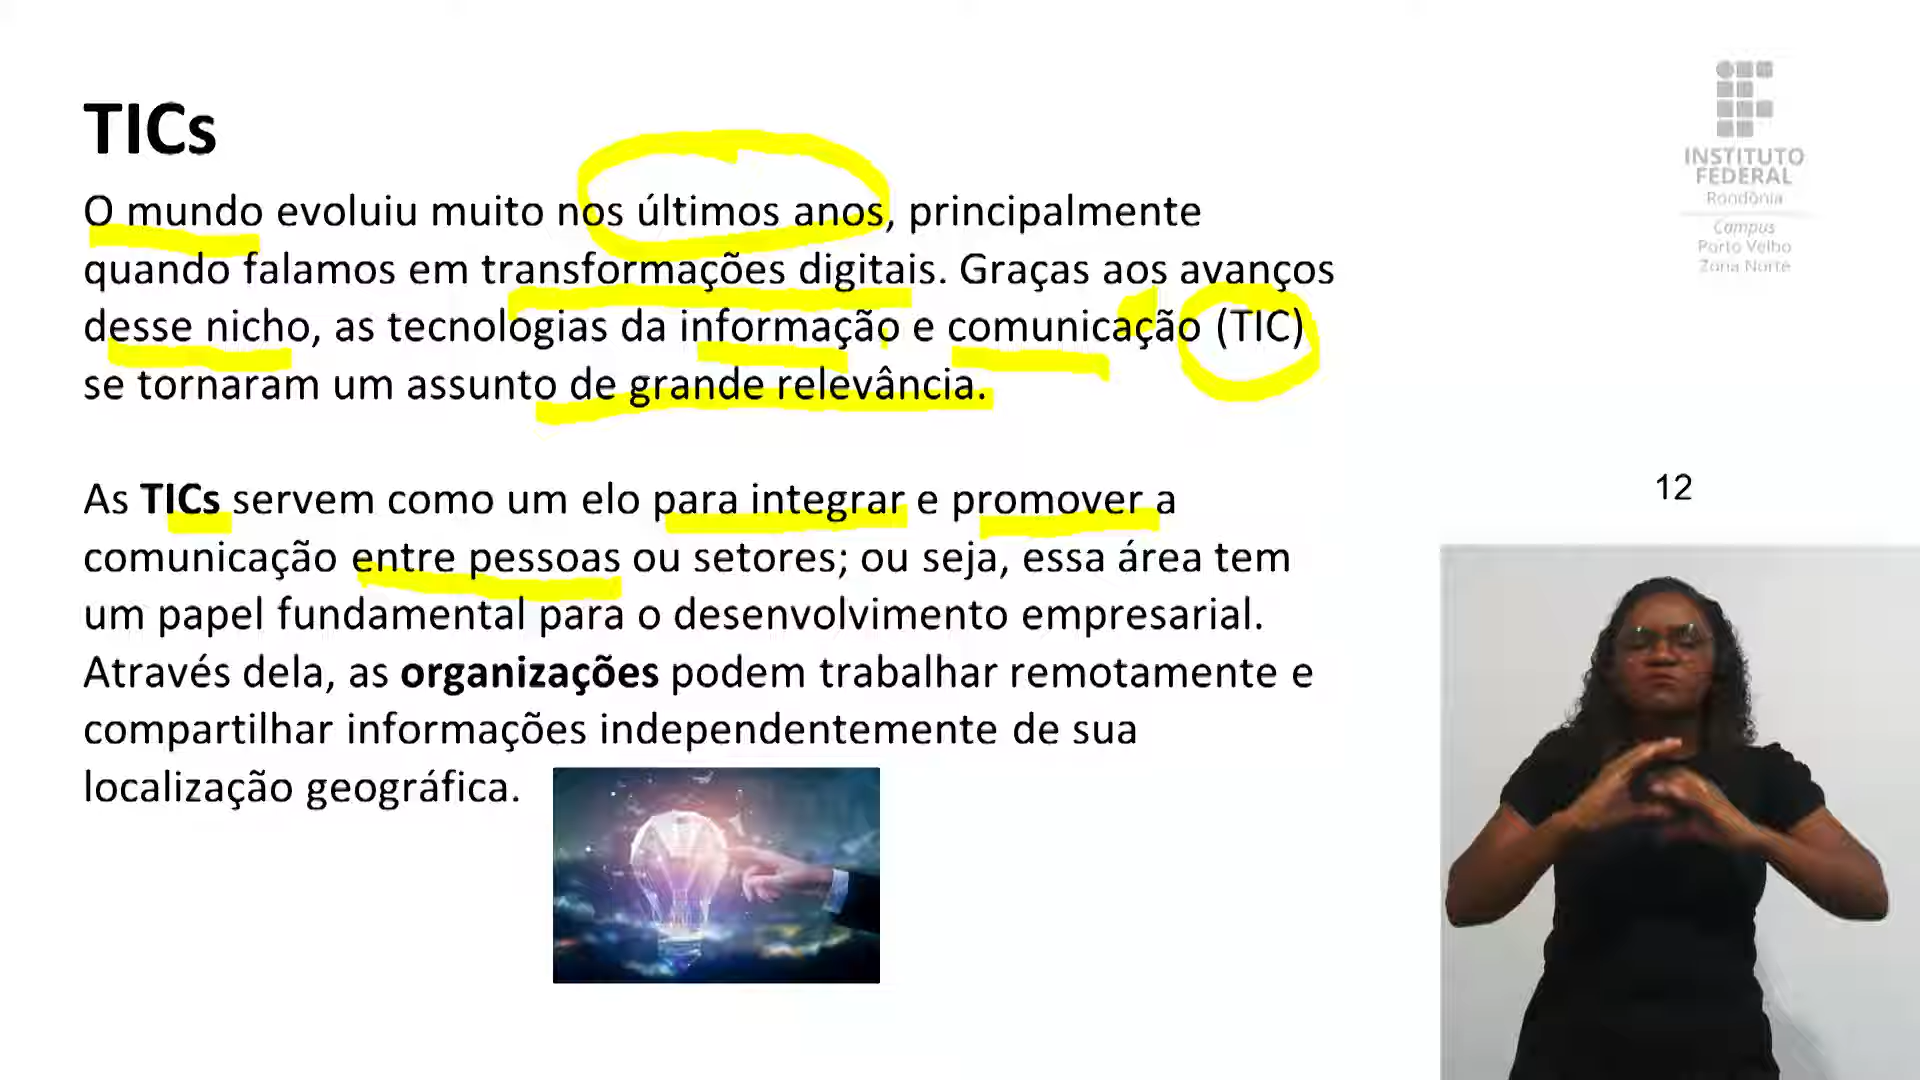 TICs
O mundo evoluiu muito nos últimos anos, principalmente
quando falamos em transformações digitais. Graças aos avanços
desse nicho, as tecnologias da informação e comunicação (TIC)
se tornaram um assunto de grande relevância.
As TICs servem como um elo para integrar e promover a
comunicação entre pessoas ou setores; ou seja, essa área tem
um papel fundamental para o desenvolvimento empresarial.
Através dela, as organizações podem trabalhar remotamente e
compartilhar informações independentemente de sua
localização geográfica.
INSTITUTO
FEDERAL
Rondônia
Campus
Porto Velho
Zona Norte
12